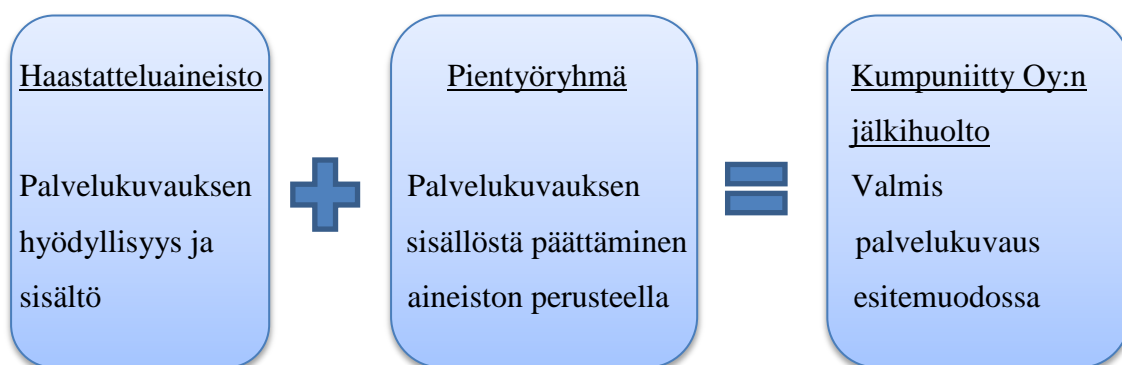 Haastatteluaineisto
Palvelukuvauksen
hyödyllisyys ja
sisältö
Pientyöryhmä
Palvelukuvauksen
sisällöstä päättäminen
aineiston perusteella
Kumpuniitty Oy:n
jälkihuolto
Valmis
palvelukuvaus
esitemuodossa